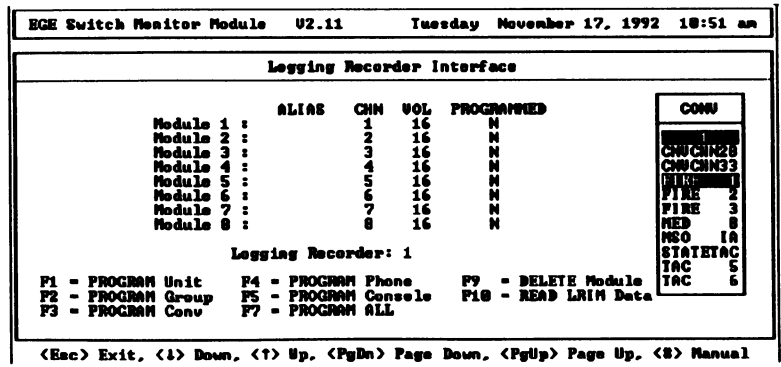 EGE Switch Monitor Module V2.11 Tuesday November 17, 1992 10:51 am
Logging Recorder Interface
ALIAS CHN VOL PROGRAMMED
Module 1 : 1 16 N
Module 2 : 2 16 N
Module 3 : 3 16 N
Module 4 : 4 16 N
Module 5 : 5 16 N
Module 6 : 6 16 N
Module 7 : 7 16 N
Module 8 : 8 16 N
Logging Recorder: 1
CONV
CNVCHN28
CNVCHN33
FIRE 1
FIRE 2
FIRE 3
MED 8
MSO IA
STATETAC
TAC 5
TAC 6
F1 - PROGRAM Unit F4 - PROGRAM Phone F9 - DELETE Module
F2 - PROGRAM Group F5 - PROGRAM Console F10 - READ LRIM Data
F3 - PROGRAM Conv F7 - PROGRAM ALL
<Esc> Exit, <↓> Down, <↑> Up, <PgDn> Page Down, <PgUp> Page Up, <8> Manual